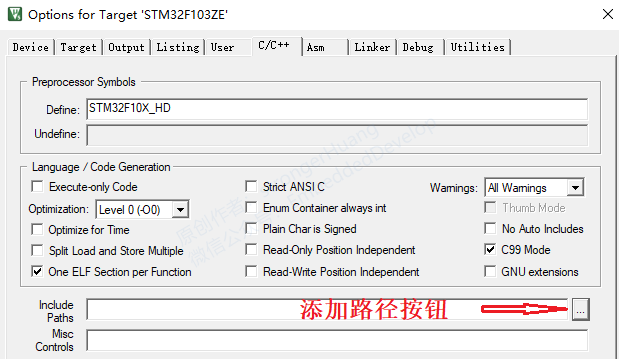 Options for Target 'STM32F103ZE'
Device Target Output Listing User C/C++ Asm Linker Debug Utilities
Preprocessor Symbols
Define: STM32F10X_HD
Undefine:
Language / Code Generation
Execute-only Code Strict ANSI C Warnings: All Warnings
Optimization: Level 0 (-O0) Enum Container always int Thumb Mode
Optimize for Time Plain Char is Signed No Auto Includes
Split Load and Store Multiple Read-Only Position Independent C99 Mode
One ELF Section per Function Read-Write Position Independent GNU extensions
Include Paths 添加路径按钮 ...
Misc Controls